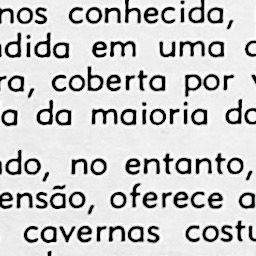 nos conhecida,
dida em uma
ra, coberta por
a da maioria do
do, no entanto,
ensão, oferece a
cavernas costu